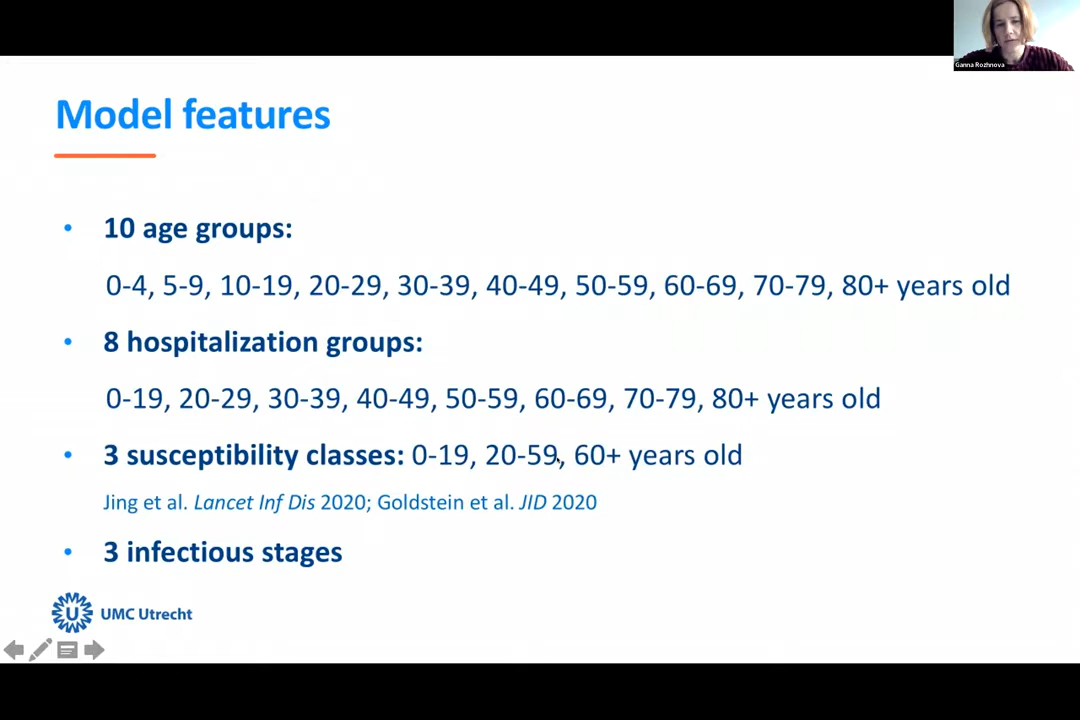 Ganna Rozhnova
Model features
• 10 age groups:
0-4, 5-9, 10-19, 20-29, 30-39, 40-49, 50-59, 60-69, 70-79, 80+ years old
• 8 hospitalization groups:
0-19, 20-29, 30-39, 40-49, 50-59, 60-69, 70-79, 80+ years old
• 3 susceptibility classes: 0-19, 20-59, 60+ years old
Jing et al. Lancet Inf Dis 2020; Goldstein et al. JID 2020
• 3 infectious stages
U UMC Utrecht